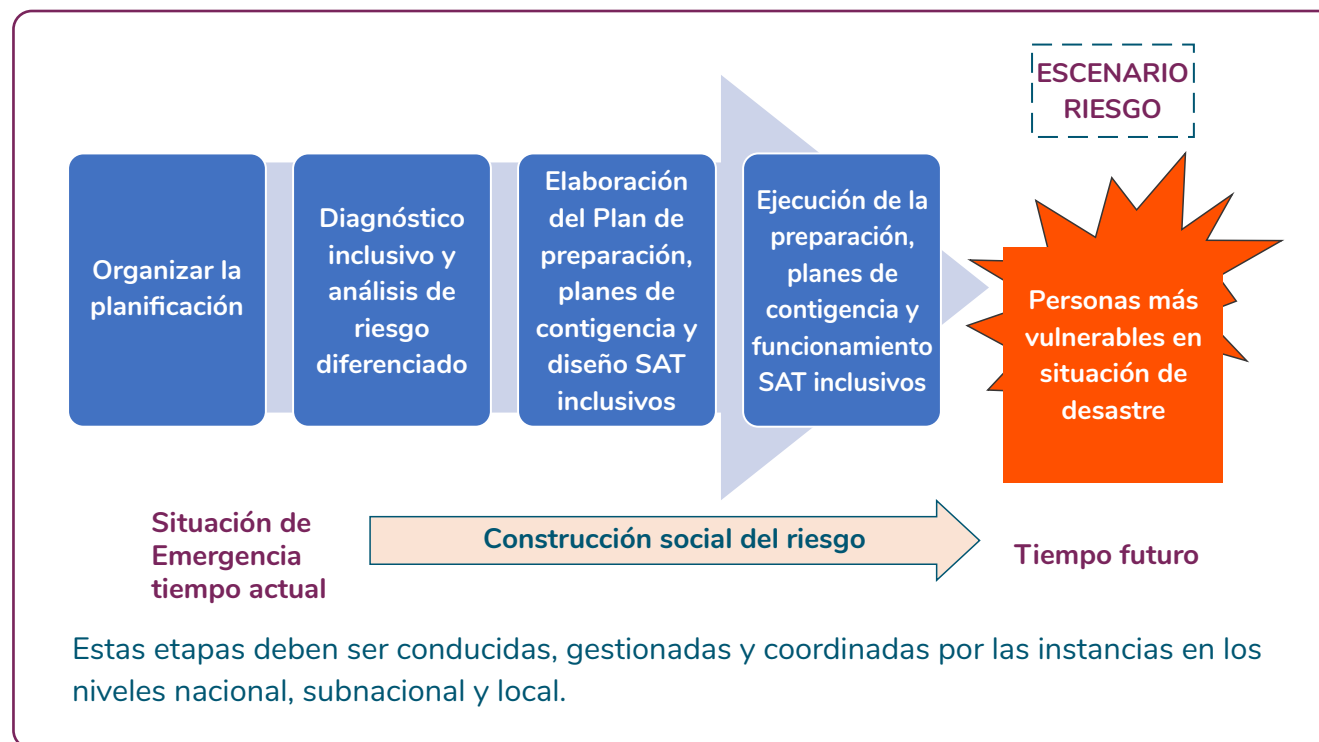 ESCENARIO
RIESGO
Organizar la
planificación
Diagnóstico
inclusivo y
análisis de
riesgo
diferenciado
Elaboración
del Plan de
preparación,
planes de
contigencia y
diseño SAT
inclusivos
Ejecución de la
preparación,
planes de
contigencia y
funcionamiento
SAT inclusivos
Personas más
vulnerables en
situación de
desastre
Situación de
Emergencia
tiempo actual
Construcción social del riesgo
Tiempo futuro
Estas etapas deben ser conducidas, gestionadas y coordinadas por las instancias en los
niveles nacional, subnacional y local.